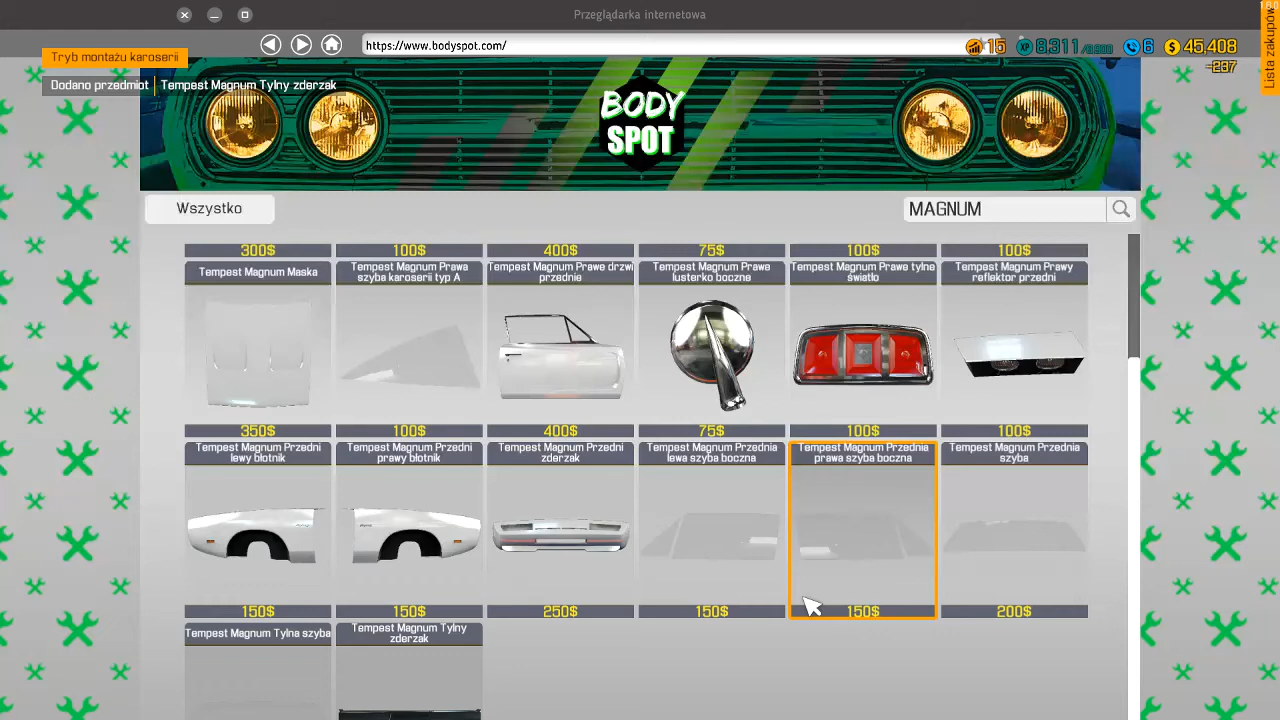 Przeglądarka internetowa
1.6.0
https://www.bodyspot.com/
15
8,311
6
$ 45,408
-237
Lista zakupów
Tryb montażu karoserii
Dodano przedmiot | Tempest Magnum Tylny zderzak
BODY
SPOT
Wszystko
MAGNUM
300$
100$
400$
75$
100$
100$
Tempest Magnum Maska
Tempest Magnum Prawa
szyba karoserii typ A
Tempest Magnum Prawe drzwi
przednie
Tempest Magnum Prawe
lusterko boczne
Tempest Magnum Prawe tylne
światło
Tempest Magnum Prawy
reflektor przedni
350$
100$
400$
75$
100$
100$
Tempest Magnum Przedni
lewy błotnik
Tempest Magnum Przedni
prawy błotnik
Tempest Magnum Przedni
zderzak
Tempest Magnum Przednia
lewa szyba boczna
Tempest Magnum Przednia
prawa szyba boczna
Tempest Magnum Przednia
szyba
150$
150$
250$
150$
150$
200$
Tempest Magnum Tylna szyba
Tempest Magnum Tylny
zderzak